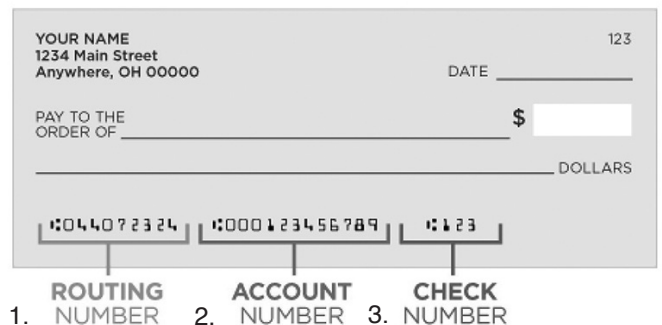 YOUR NAME 123
1234 Main Street
Anywhere, OH 00000
DATE
PAY TO THE
ORDER OF $
DOLLARS
⑆044072324 ⑆000123456789 ⑆123
1. ROUTING NUMBER
2. ACCOUNT NUMBER
3. CHECK NUMBER